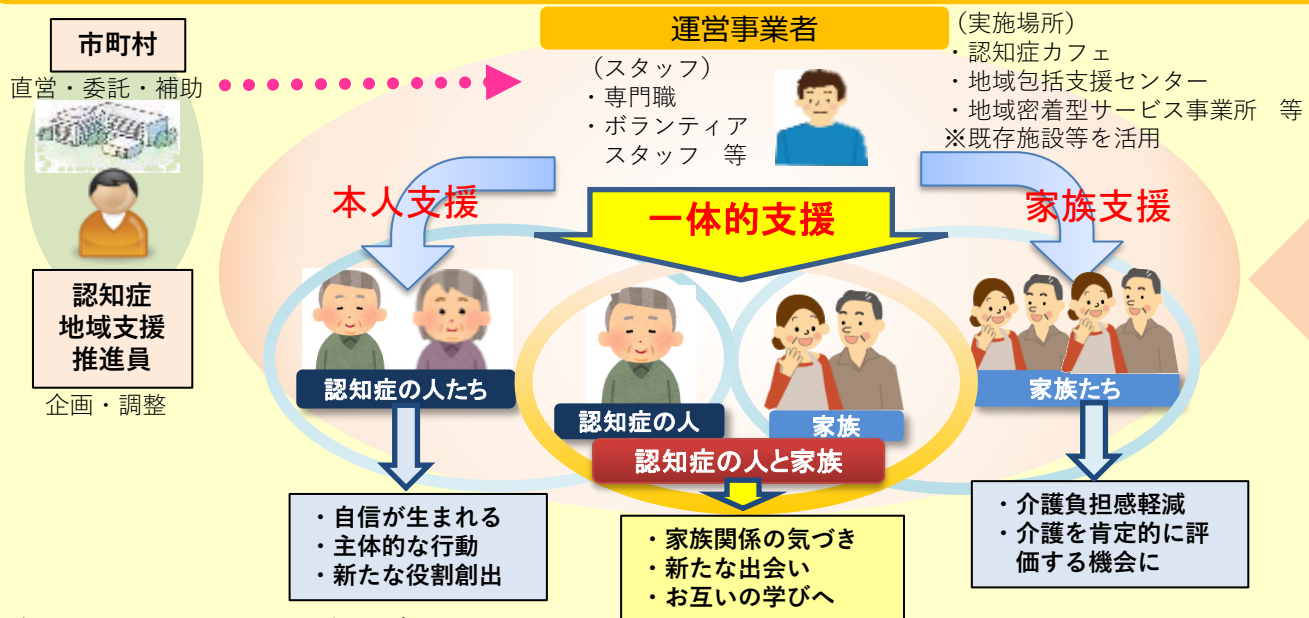 市町村
直営・委託・補助
認知症
地域支援
推進員
企画・調整
運営事業者
(スタッフ)
・専門職
・ボランティア
スタッフ 等
(実施場所)
・認知症カフェ
・地域包括支援センター
・地域密着型サービス事業所 等
※既存施設等を活用
本人支援
一体的支援
家族支援
認知症の人たち
認知症の人
家族
認知症の人と家族
家族たち
・自信が生まれる
・主体的な行動
・新たな役割創出
・家族関係の気づき
・新たな出会い
・お互いの学びへ
・介護負担感軽減
・介護を肯定的に評
価する機会に